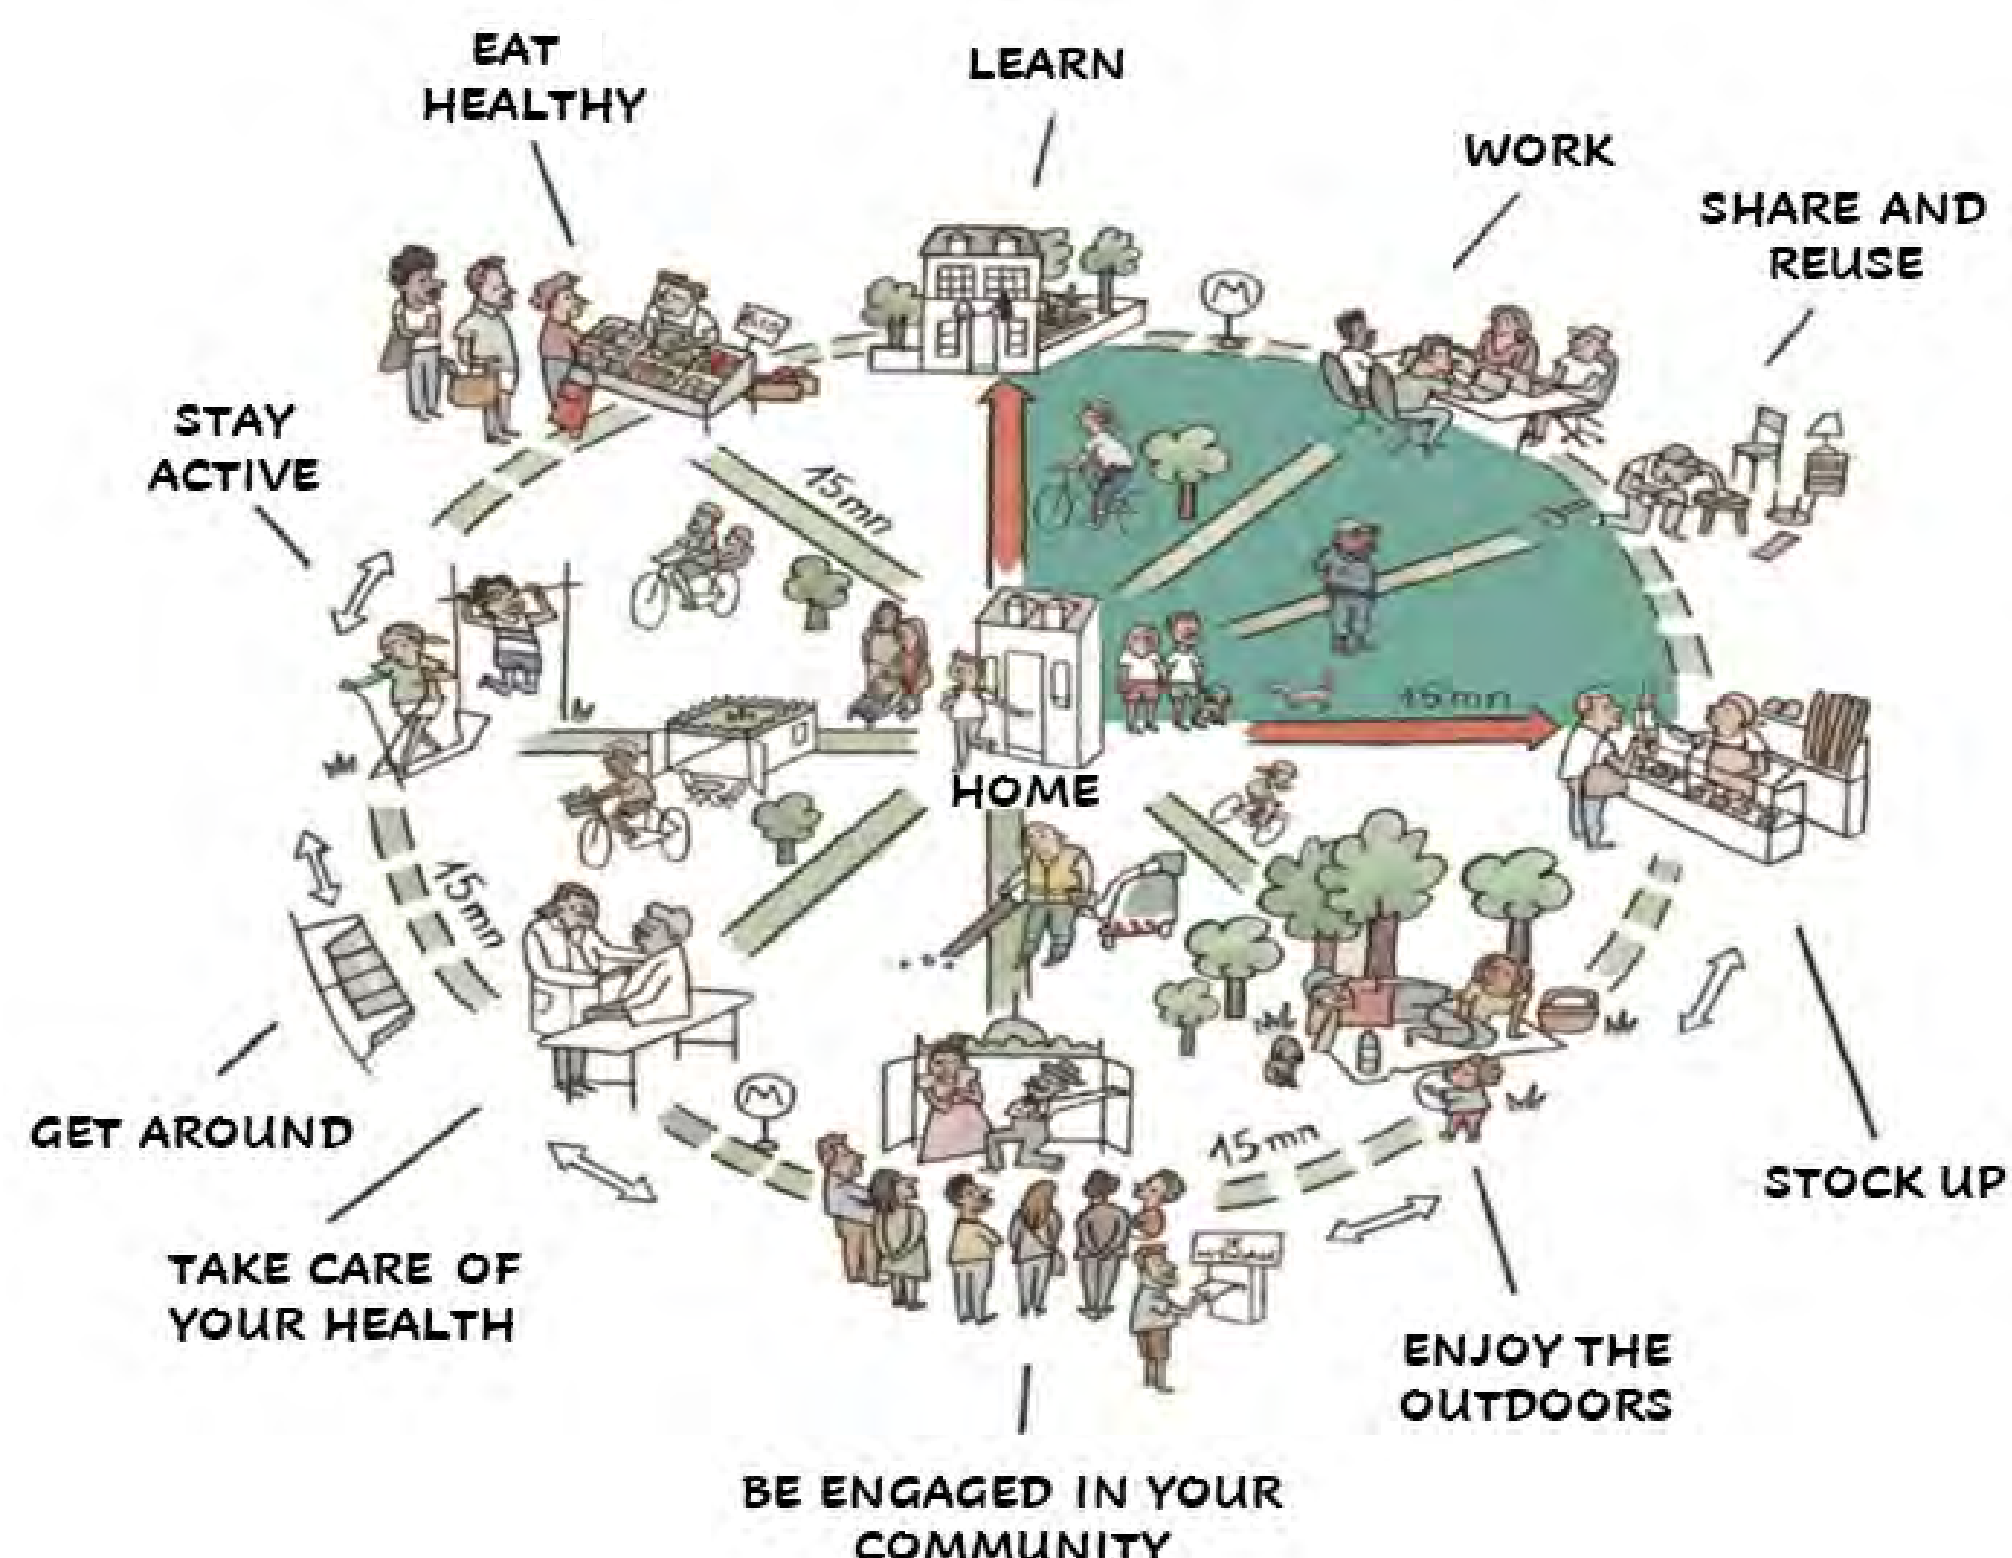 EAT
HEALTHY
LEARN
WORK
SHARE AND
REUSE
STAY
ACTIVE
M
15mn
15mn
HOME
15mn
GET AROUND
M
15mn
STOCK UP
TAKE CARE OF
YOUR HEALTH
ENJOY THE
OUTDOORS
BE ENGAGED IN YOUR
COMMUNITY